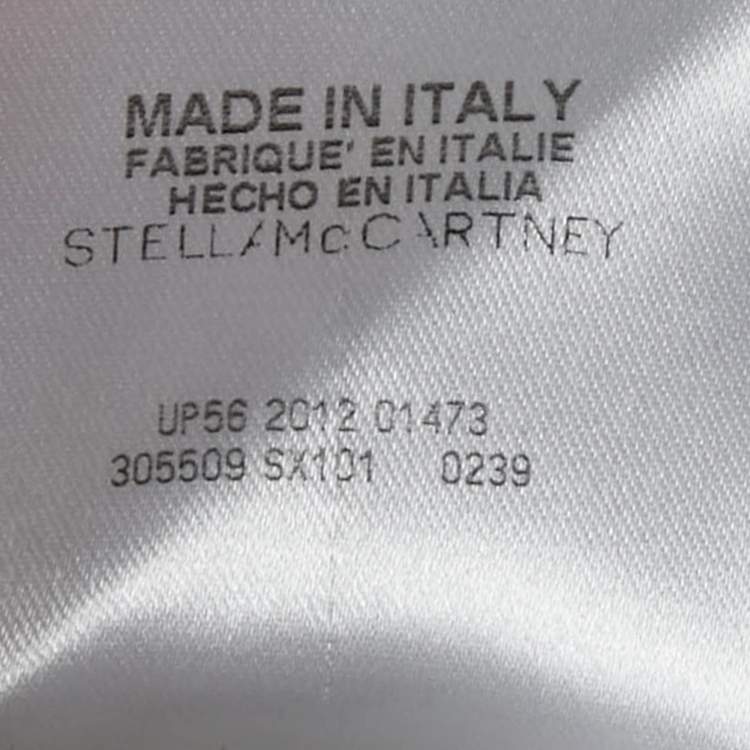 MADE IN ITALY
FABRIQUE' EN ITALIE
HECHO EN ITALIA
STELLA McCARTNEY
UP56 2012 01473
305509 SX101 0239